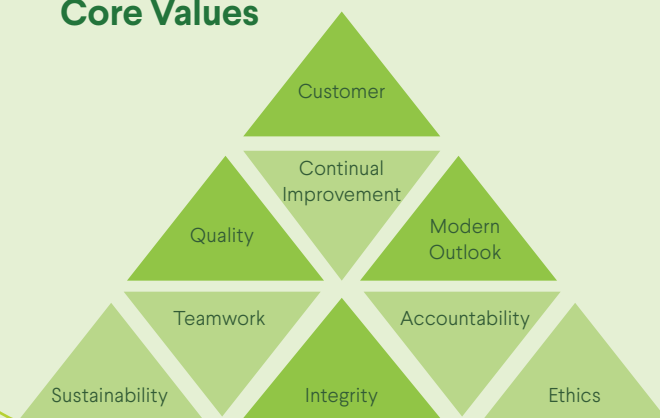 Core Values
Customer
Continual
Improvement
Quality
Modern
Outlook
Teamwork
Accountability
Sustainability
Integrity
Ethics